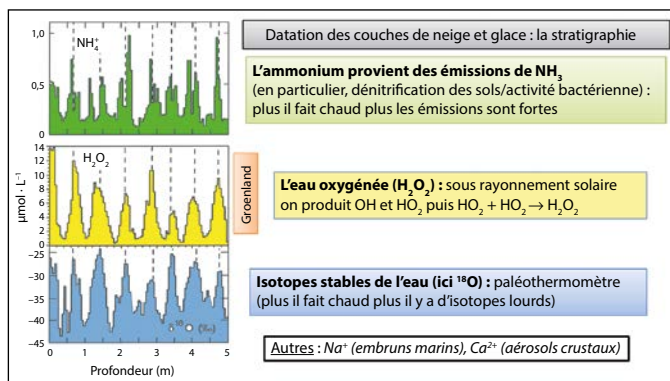 Datation des couches de neige et glace : la stratigraphie
1,0
0,5
0
NH₄⁺
L'ammonium provient des émissions de NH₃
(en particulier, dénitrification des sols/activité bactérienne) :
plus il fait chaud plus les émissions sont fortes
µmol · L⁻¹
14
12
10
8
6
4
2
0
H₂O₂
Groenland
L'eau oxygénée (H₂O₂) : sous rayonnement solaire
on produit OH et HO₂ puis HO₂ + HO₂ → H₂O₂
−25
−30
−35
−40
−45
¹⁸O (‰)
0 1 2 3 4 5
Profondeur (m)
Isotopes stables de l'eau (ici ¹⁸O) : paléothermomètre
(plus il fait chaud plus il y a d'isotopes lourds)
Autres : Na⁺ (embruns marins), Ca²⁺ (aérosols crustaux)